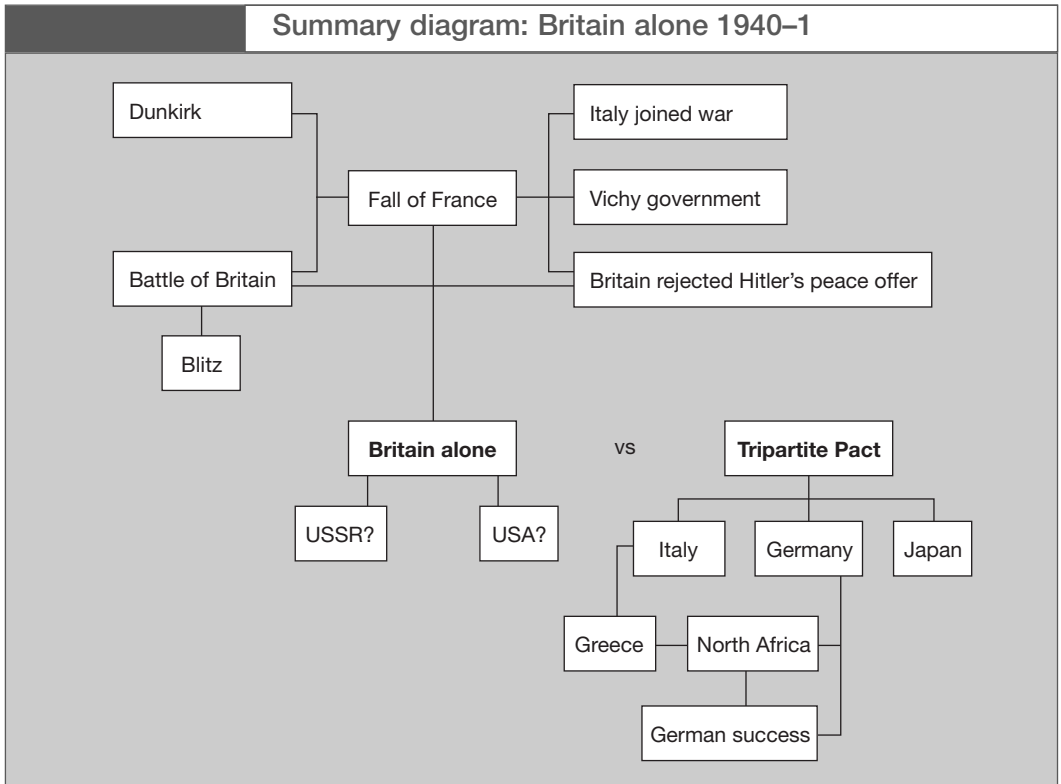 Summary diagram: Britain alone 1940–1
Dunkirk
Italy joined war
Fall of France
Vichy government
Battle of Britain
Britain rejected Hitler's peace offer
Blitz
Britain alone
vs
Tripartite Pact
USSR?
USA?
Italy
Germany
Japan
Greece
North Africa
German success